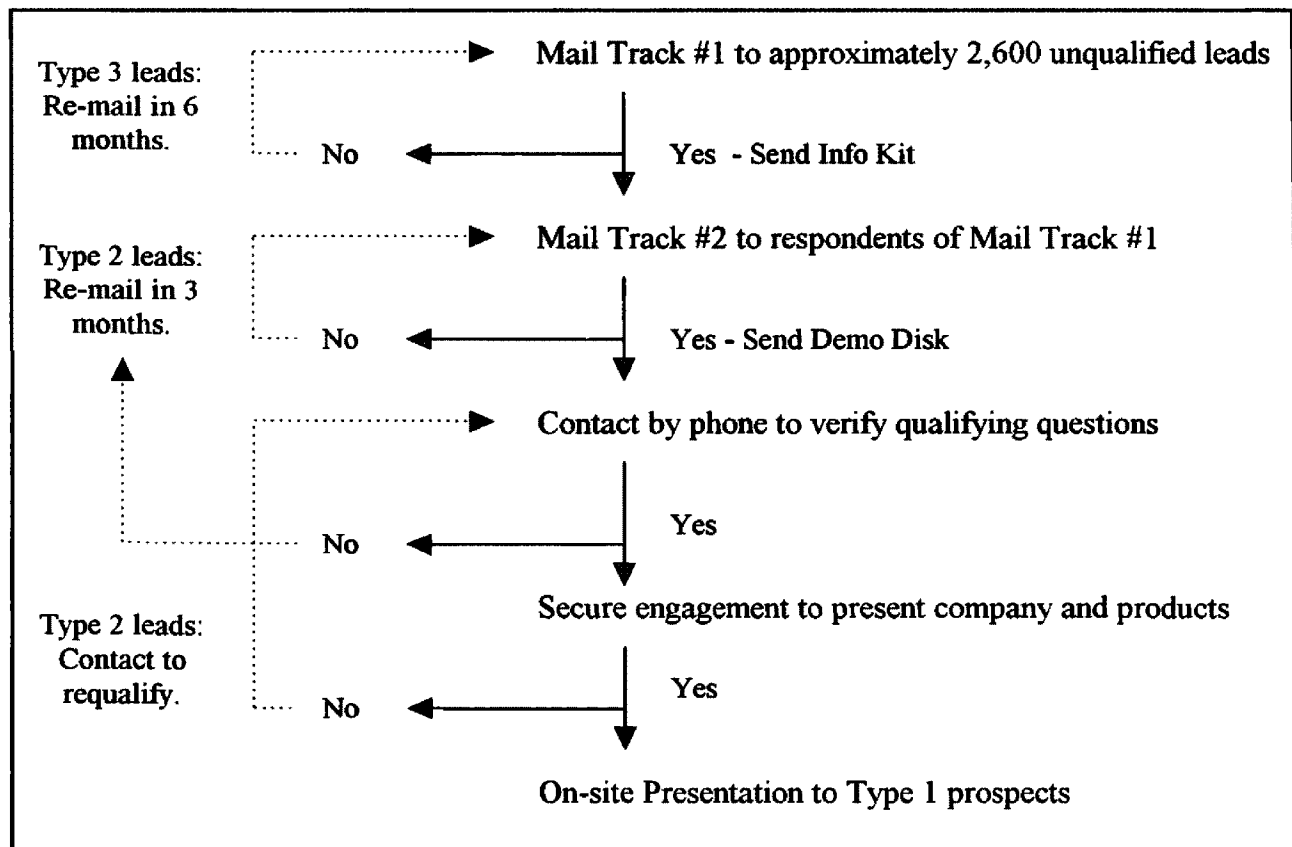 Mail Track #1 to approximately 2,600 unqualified leads
Type 3 leads:
Re-mail in 6
months.
No
Yes - Send Info Kit
Mail Track #2 to respondents of Mail Track #1
Type 2 leads:
Re-mail in 3
months.
No
Yes - Send Demo Disk
Contact by phone to verify qualifying questions
Yes
No
Secure engagement to present company and products
Type 2 leads:
Contact to
requalify.
Yes
No
On-site Presentation to Type 1 prospects